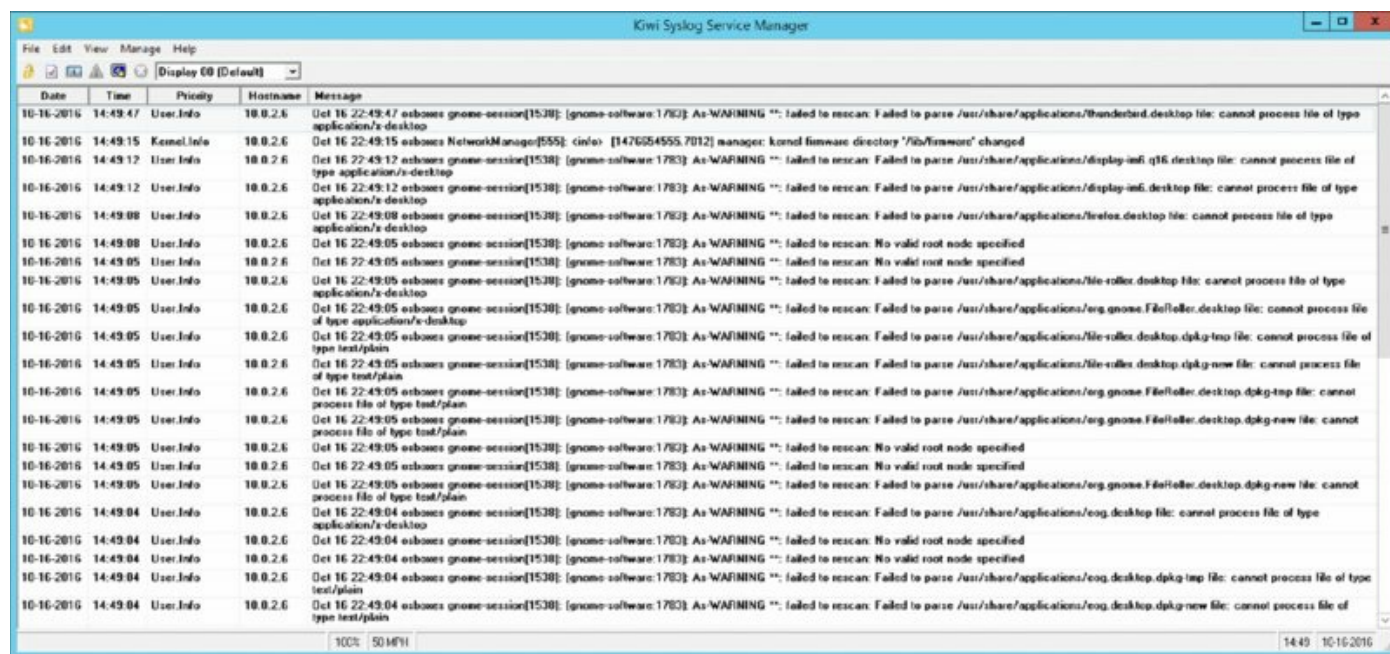 Kiwi Syslog Service Manager
File Edit View Manage Help
Display 00 (Default)
Date Time Priority Hostname Message
10-16-2016 14:49:47 User.Info 10.0.2.6 Oct 16 22:49:47 osboxes gnome-session[1538]: (gnome-software:1783): As-WARNING **: failed to rescan: Failed to parse /usr/share/applications/thunderbird.desktop file: cannot process file of type
application/x-desktop
10-16-2016 14:49:15 Kernel.Info 10.0.2.6 Oct 16 22:49:15 osboxes NetworkManager[555]: <info> [1476654555.7012] manager: kernel firmware directory '/lib/firmware' changed
10-16-2016 14:49:12 User.Info 10.0.2.6 Oct 16 22:49:12 osboxes gnome-session[1538]: (gnome-software:1783): As-WARNING **: failed to rescan: Failed to parse /usr/share/applications/display-im6.q16.desktop file: cannot process file of
type application/x-desktop
10-16-2016 14:49:12 User.Info 10.0.2.6 Oct 16 22:49:12 osboxes gnome-session[1538]: (gnome-software:1783): As-WARNING **: failed to rescan: Failed to parse /usr/share/applications/display-im6.desktop file: cannot process file of type
application/x-desktop
10-16-2016 14:49:08 User.Info 10.0.2.6 Oct 16 22:49:08 osboxes gnome-session[1538]: (gnome-software:1783): As-WARNING **: failed to rescan: Failed to parse /usr/share/applications/firefox.desktop file: cannot process file of type
application/x-desktop
10-16-2016 14:49:08 User.Info 10.0.2.6 Oct 16 22:49:05 osboxes gnome-session[1538]: (gnome-software:1783): As-WARNING **: failed to rescan: No valid root node specified
10-16-2016 14:49:05 User.Info 10.0.2.6 Oct 16 22:49:05 osboxes gnome-session[1538]: (gnome-software:1783): As-WARNING **: failed to rescan: No valid root node specified
10-16-2016 14:49:05 User.Info 10.0.2.6 Oct 16 22:49:05 osboxes gnome-session[1538]: (gnome-software:1783): As-WARNING **: failed to rescan: Failed to parse /usr/share/applications/file-roller.desktop file: cannot process file of type
application/x-desktop
10-16-2016 14:49:05 User.Info 10.0.2.6 Oct 16 22:49:05 osboxes gnome-session[1538]: (gnome-software:1783): As-WARNING **: failed to rescan: Failed to parse /usr/share/applications/org.gnome.FileRoller.desktop file: cannot process file
of type application/x-desktop
10-16-2016 14:49:05 User.Info 10.0.2.6 Oct 16 22:49:05 osboxes gnome-session[1538]: (gnome-software:1783): As-WARNING **: failed to rescan: Failed to parse /usr/share/applications/file-roller.desktop.dpkg-tmp file: cannot process file of
type text/plain
10-16-2016 14:49:05 User.Info 10.0.2.6 Oct 16 22:49:05 osboxes gnome-session[1538]: (gnome-software:1783): As-WARNING **: failed to rescan: Failed to parse /usr/share/applications/file-roller.desktop.dpkg-new file: cannot process file
of type text/plain
10-16-2016 14:49:05 User.Info 10.0.2.6 Oct 16 22:49:05 osboxes gnome-session[1538]: (gnome-software:1783): As-WARNING **: failed to rescan: Failed to parse /usr/share/applications/org.gnome.FileRoller.desktop.dpkg-tmp file: cannot
process file of type text/plain
10-16-2016 14:49:05 User.Info 10.0.2.6 Oct 16 22:49:05 osboxes gnome-session[1538]: (gnome-software:1783): As-WARNING **: failed to rescan: Failed to parse /usr/share/applications/org.gnome.FileRoller.desktop.dpkg-new file: cannot
process file of type text/plain
10-16-2016 14:49:05 User.Info 10.0.2.6 Oct 16 22:49:05 osboxes gnome-session[1538]: (gnome-software:1783): As-WARNING **: failed to rescan: No valid root node specified
10-16-2016 14:49:05 User.Info 10.0.2.6 Oct 16 22:49:05 osboxes gnome-session[1538]: (gnome-software:1783): As-WARNING **: failed to rescan: No valid root node specified
10-16-2016 14:49:05 User.Info 10.0.2.6 Oct 16 22:49:05 osboxes gnome-session[1538]: (gnome-software:1783): As-WARNING **: failed to rescan: Failed to parse /usr/share/applications/org.gnome.FileRoller.desktop.dpkg-new file: cannot
process file of type text/plain
10-16-2016 14:49:04 User.Info 10.0.2.6 Oct 16 22:49:04 osboxes gnome-session[1538]: (gnome-software:1783): As-WARNING **: failed to rescan: Failed to parse /usr/share/applications/eog.desktop file: cannot process file of type
application/x-desktop
10-16-2016 14:49:04 User.Info 10.0.2.6 Oct 16 22:49:04 osboxes gnome-session[1538]: (gnome-software:1783): As-WARNING **: failed to rescan: No valid root node specified
10-16-2016 14:49:04 User.Info 10.0.2.6 Oct 16 22:49:04 osboxes gnome-session[1538]: (gnome-software:1783): As-WARNING **: failed to rescan: No valid root node specified
10-16-2016 14:49:04 User.Info 10.0.2.6 Oct 16 22:49:04 osboxes gnome-session[1538]: (gnome-software:1783): As-WARNING **: failed to rescan: Failed to parse /usr/share/applications/eog.desktop.dpkg-tmp file: cannot process file of type
text/plain
10-16-2016 14:49:04 User.Info 10.0.2.6 Oct 16 22:49:04 osboxes gnome-session[1538]: (gnome-software:1783): As-WARNING **: failed to rescan: Failed to parse /usr/share/applications/eog.desktop.dpkg-new file: cannot process file of
type text/plain
100% 50 MPH 14:49 10-16-2016